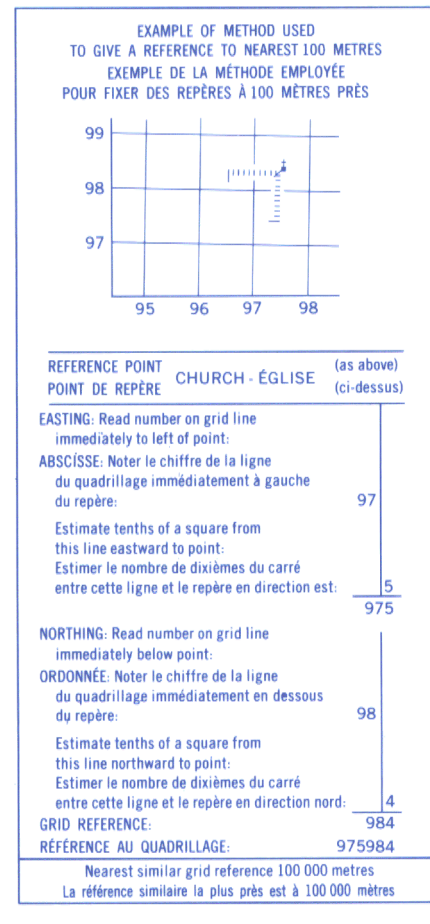 EXAMPLE OF METHOD USED
TO GIVE A REFERENCE TO NEAREST 100 METRES
EXEMPLE DE LA MÉTHODE EMPLOYÉE
POUR FIXER DES REPÈRES À 100 MÈTRES PRÈS
99
98
97
95 96 97 98
REFERENCE POINT
POINT DE REPÈRE
CHURCH - ÉGLISE
(as above)
(ci-dessus)
EASTING: Read number on grid line
immediately to left of point:
ABSCISSE: Noter le chiffre de la ligne
du quadrillage immédiatement à gauche
du repère: 97
Estimate tenths of a square from
this line eastward to point:
Estimer le nombre de dixièmes du carré
entre cette ligne et le repère en direction est: 5
975
NORTHING: Read number on grid line
immediately below point:
ORDONNÉE: Noter le chiffre de la ligne
du quadrillage immédiatement en dessous
du repère: 98
Estimate tenths of a square from
this line northward to point:
Estimer le nombre de dixièmes du carré
entre cette ligne et le repère en direction nord: 4
GRID REFERENCE: 984
RÉFÉRENCE AU QUADRILLAGE: 975984
Nearest similar grid reference 100 000 metres
La référence similaire la plus près est à 100 000 mètres